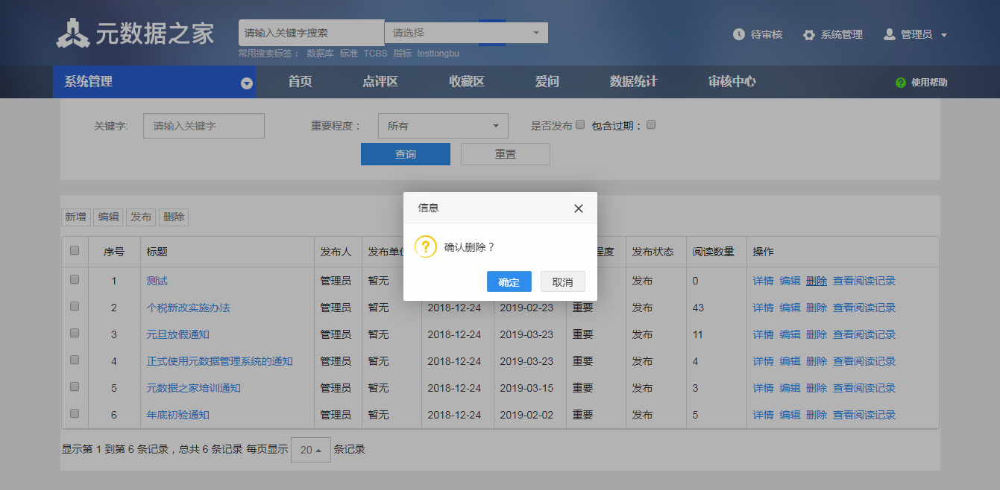 元数据之家 请输入关键字搜索 请选择 待审核 系统管理 管理员
常用搜索标签： 数据库 标准 TCBS 指标 testtongbu
系统管理 首页 点评区 收藏区 爱问 数据统计 审核中心 ? 使用帮助
关键字: 请输入关键字 重要程度： 所有 是否发布 包含过期：
查询 重置
信息
新增 编辑 发布 删除
? 确认删除？
序号 标题 发布人 发布单位 程度 发布状态 阅读数量 操作
确定 取消
1 测试 管理员 暂无 发布 0 详情 编辑 删除 查看阅读记录
2 个税新改实施办法 管理员 暂无 2018-12-24 2019-02-23 重要 发布 43 详情 编辑 删除 查看阅读记录
3 元旦放假通知 管理员 暂无 2018-12-24 2019-03-23 重要 发布 11 详情 编辑 删除 查看阅读记录
4 正式使用元数据管理系统的通知 管理员 暂无 2018-12-24 2019-03-23 重要 发布 4 详情 编辑 删除 查看阅读记录
5 元数据之家培训通知 管理员 暂无 2018-12-24 2019-03-15 重要 发布 3 详情 编辑 删除 查看阅读记录
6 年底初验通知 管理员 暂无 2018-12-24 2019-02-02 重要 发布 5 详情 编辑 删除 查看阅读记录
显示第 1 到第 6 条记录，总共 6 条记录 每页显示 20 条记录